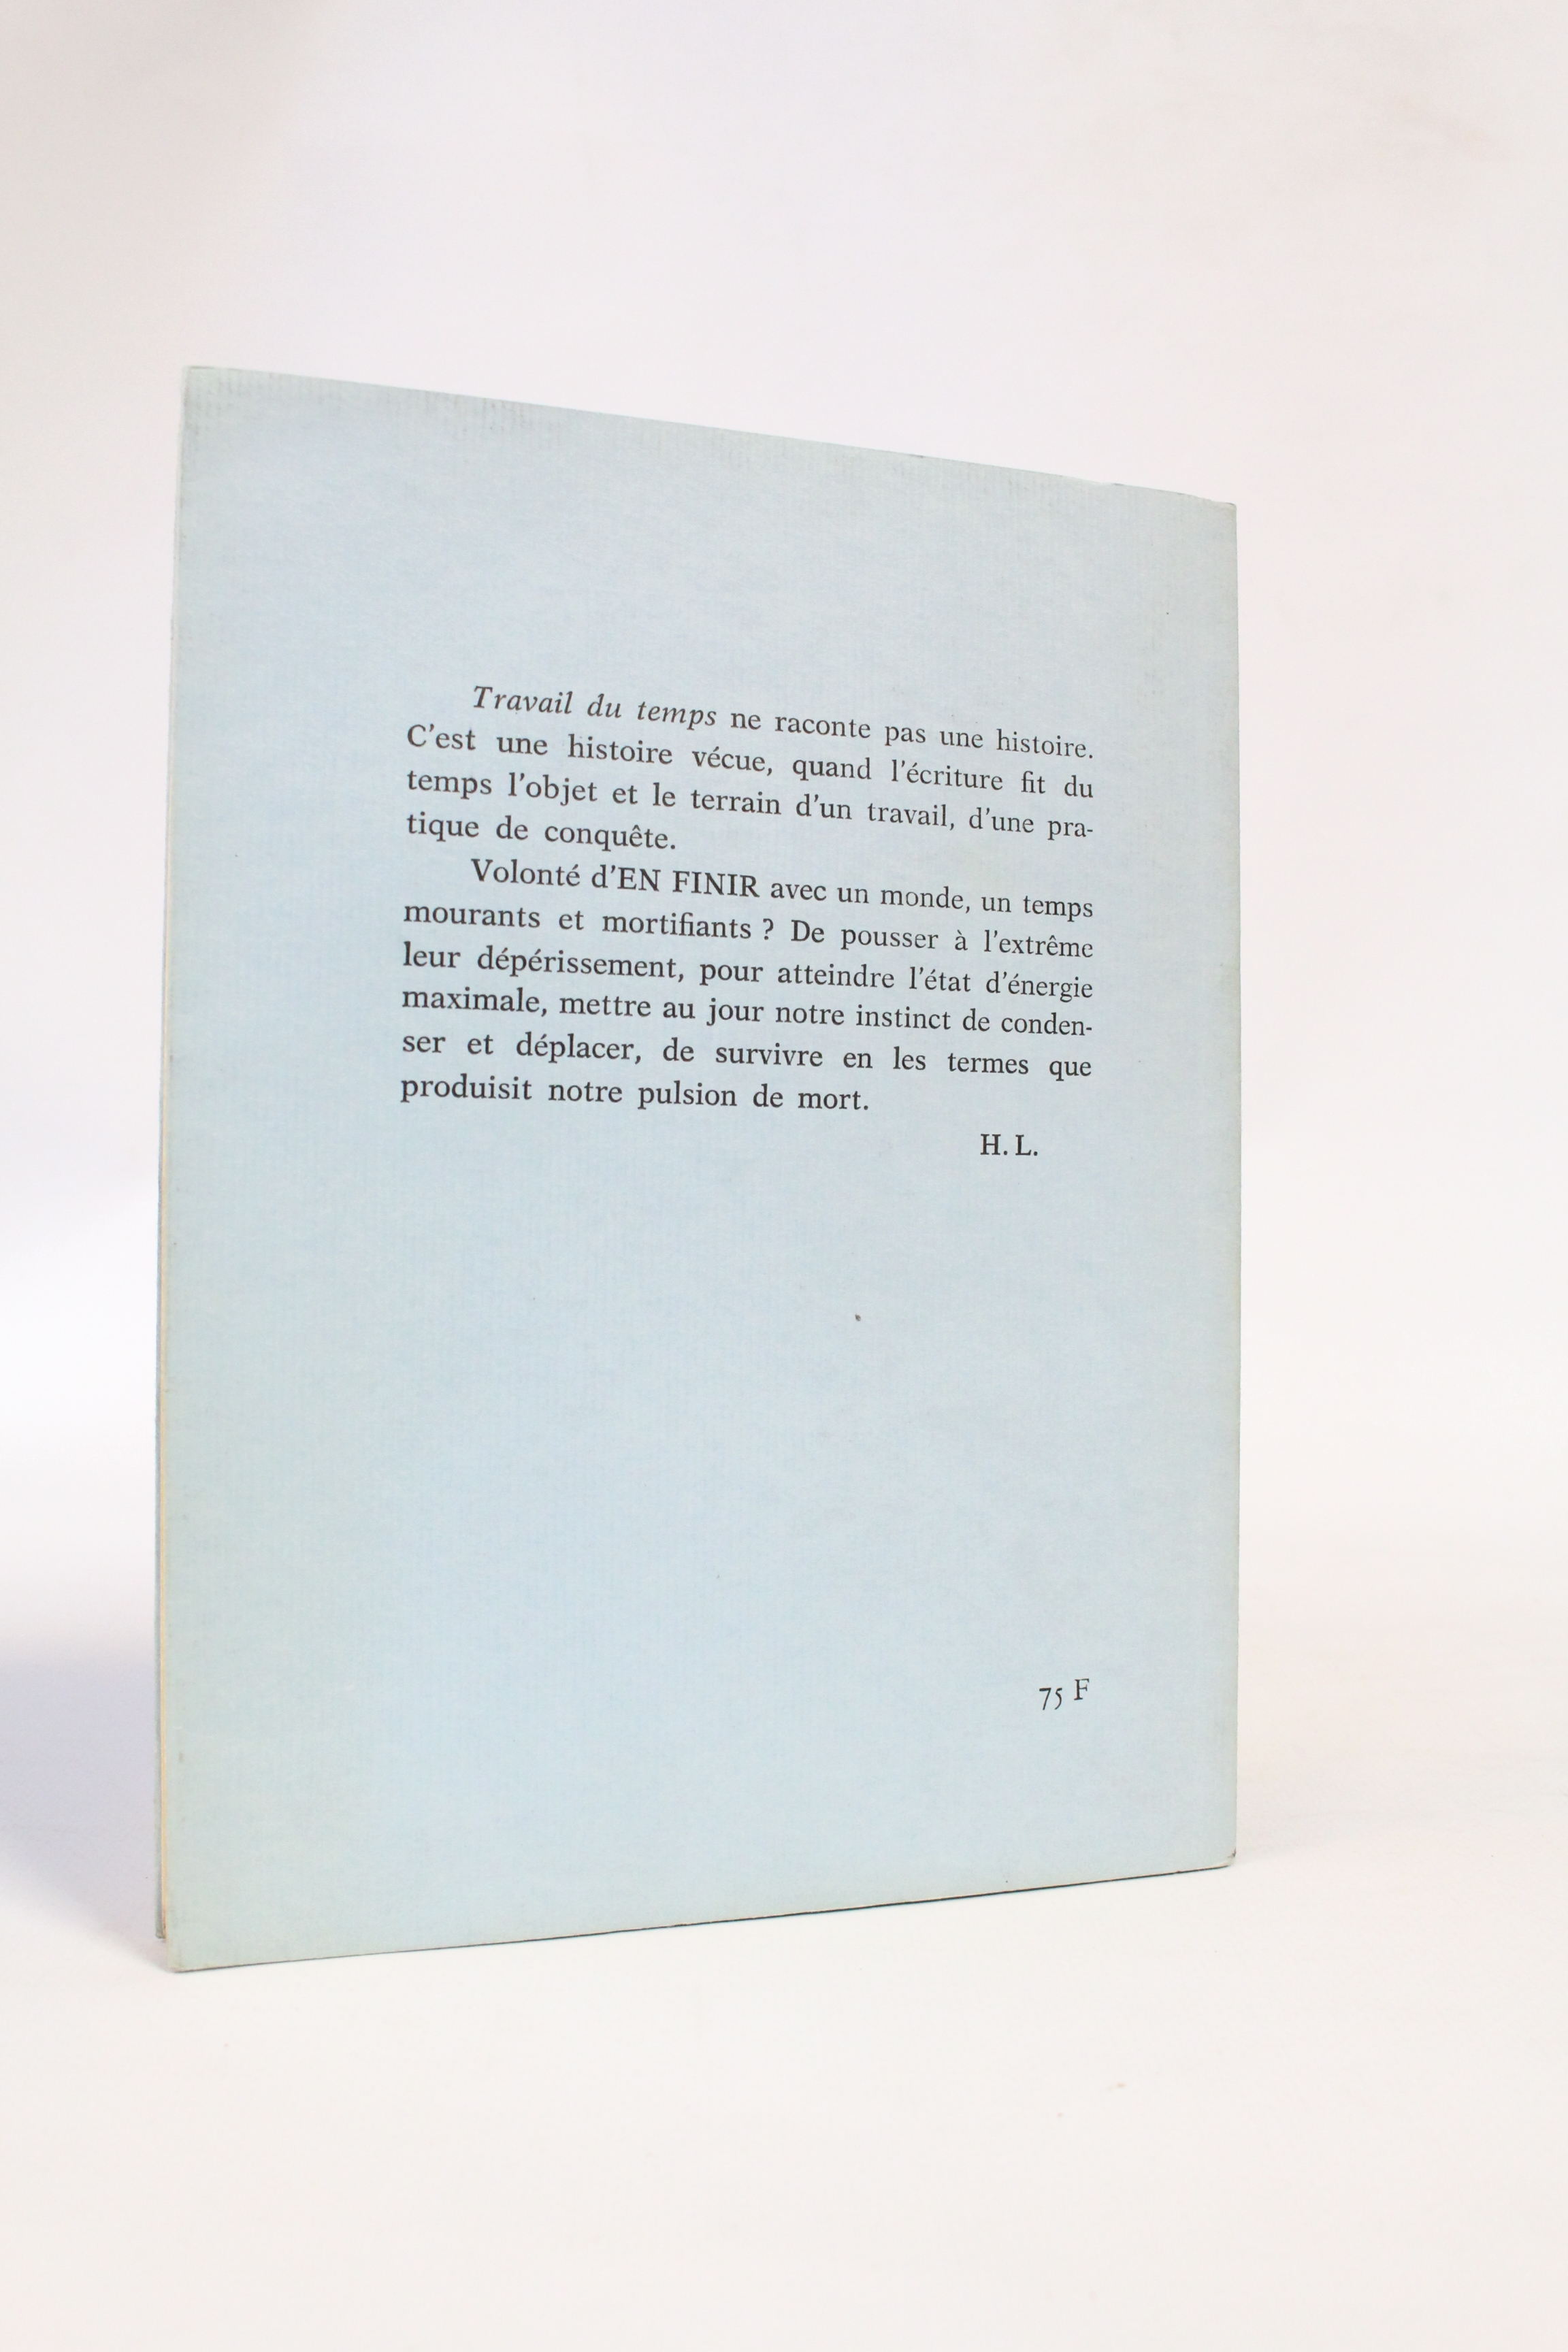 Travail du temps ne raconte pas une histoire.
C'est une histoire vécue, quand l'écriture fit du
temps l'objet et le terrain d'un travail, d'une pra-
tique de conquête.
Volonté d'EN FINIR avec un monde, un temps
mourants et mortifiants ? De pousser à l'extrême
leur dépérissement, pour atteindre l'état d'énergie
maximale, mettre au jour notre instinct de conden-
ser et déplacer, de survivre en les termes que
produisit notre pulsion de mort.
H. L.
75 F